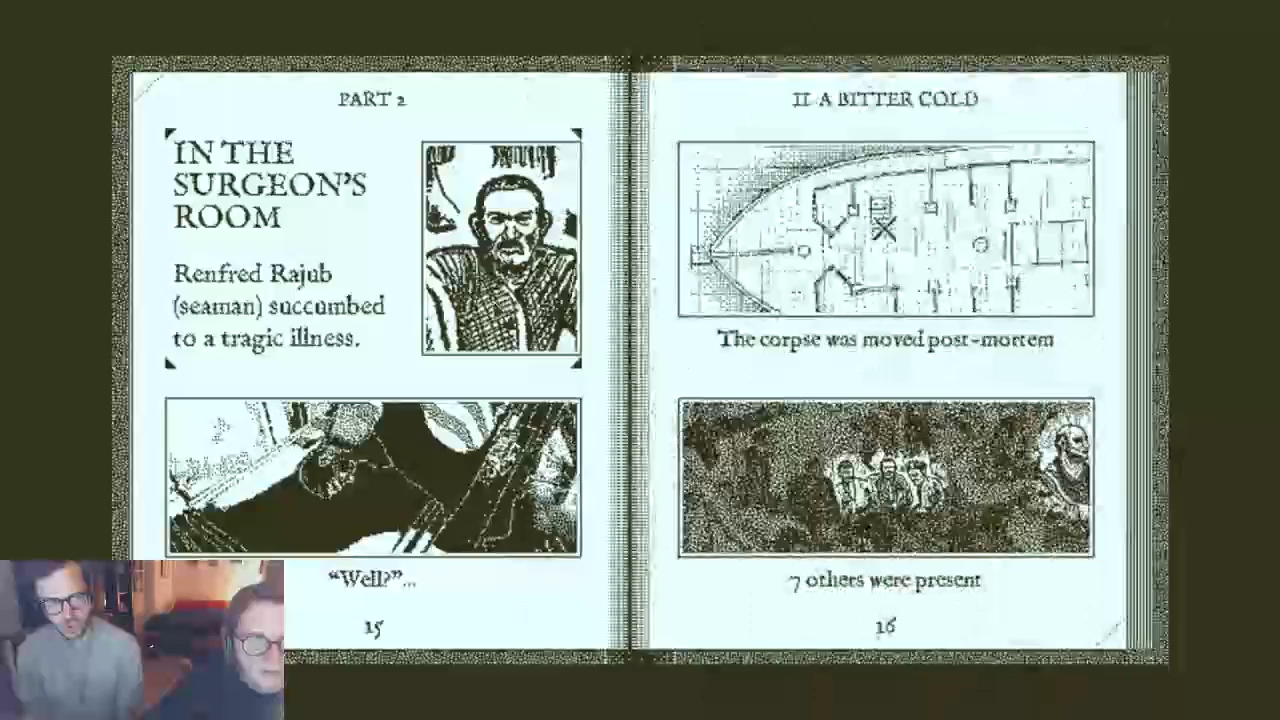 PART 2
IN THE
SURGEON'S
ROOM
Renfred Rajub
(seaman) succumbed
to a tragic illness.
"Well?"...
15
II A BITTER COLD
The corpse was moved post-mortem
7 others were present
16